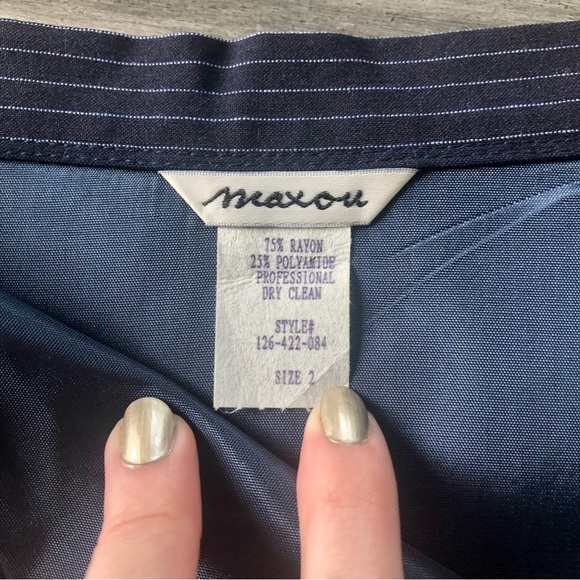 maxou
75% RAYON
25% POLYAMIDE
PROFESSIONAL
DRY CLEAN
STYLE#
126-422-084
SIZE 2